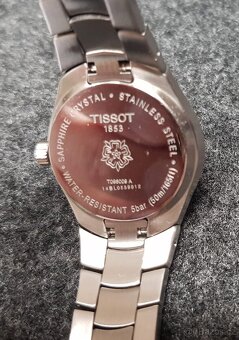 SAPPHIRE CRYSTAL • STAINLESS STEEL •
TISSOT
1853
WATER-RESISTANT 5bar (50m/165ft)